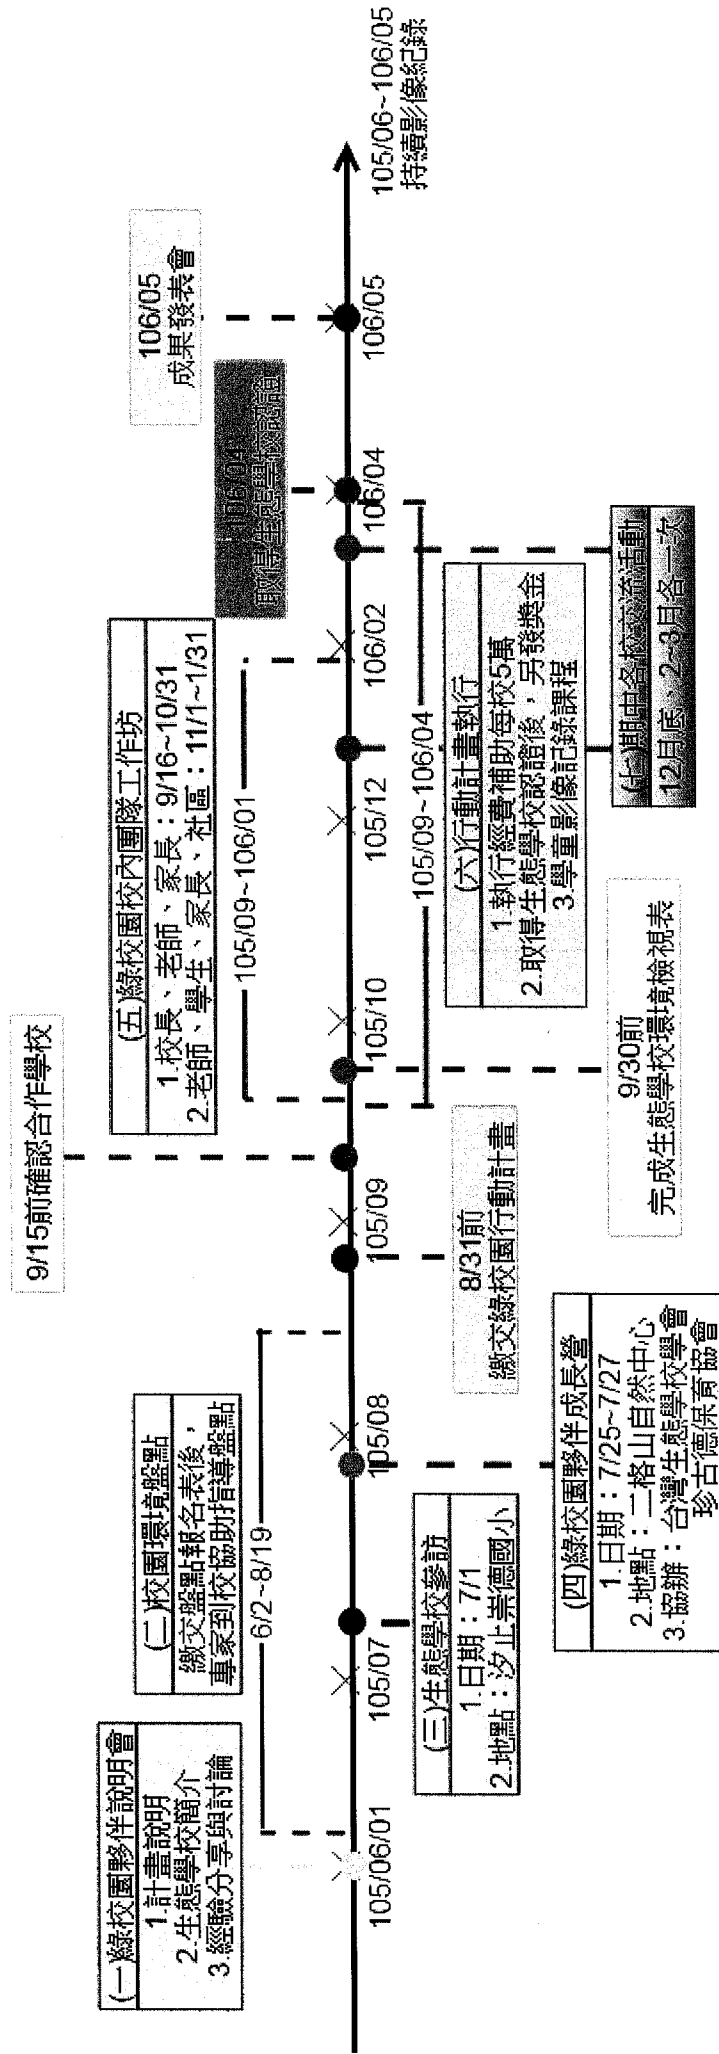 (一)綠校園夥伴說明會
1.計畫說明
2.生態學校簡介
3.經驗分享與討論
(二)校園環境盤點
繳交盤點報名表後，
專家到校協助指導盤點
6/2~8/19
9/15前確認合作學校
(五)綠校園校內團隊工作坊
1.校長、老師、家長：9/16~10/31
2.老師、學生、家長、社區：11/1~1/31
105/09~106/01
106/04
取得生態學校認證
106/05
成果發表會
105/06/01
105/07
105/08
105/09
105/10
105/12
106/02
106/04
106/05
105/06~106/05
持續影像紀錄
(三)生態學校參訪
1.日期：7/1
2.地點：汐止崇德國小
(四)綠校園夥伴成長營
1.日期：7/25~7/27
2.地點：二格山自然中心
3.協辦：台灣生態學校學會
珍古德保育協會
8/31前
繳交綠校園行動計畫
9/30前
完成生態學校環境檢視表
105/09~106/04
(六)行動計畫執行
1.執行經費補助每校5萬
2.取得生態學校認證後，另發獎金
3.學童影像記錄課程
(七)期中各校交流活動
12月底、2~3月各一次